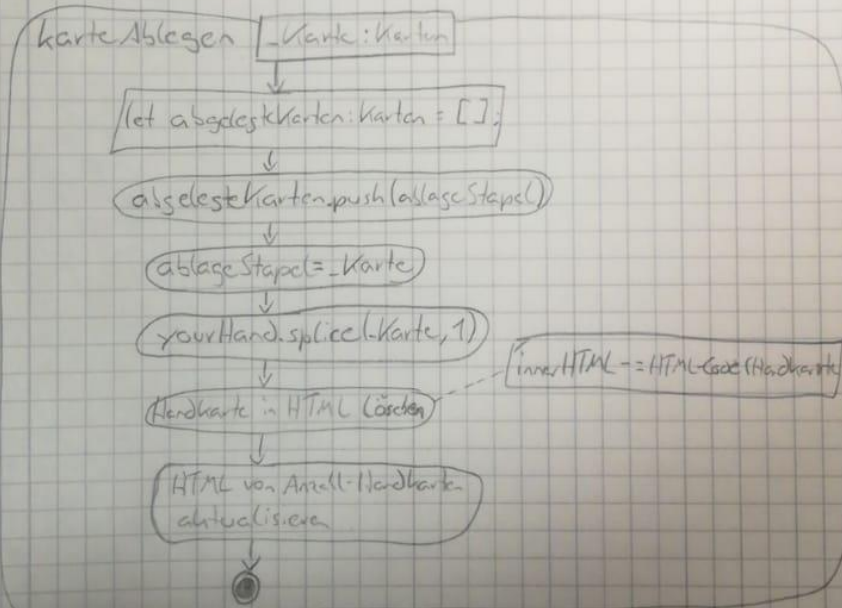 karteAblegen
_Karte:Karten
let abgelegteKarten:Karten = [];
abgelegteKarten.push(ablageStapel)
ablageStapel=_Karte
yourHand.splice(_Karte,1)
innerHTML -= HTML-Code(Handkarte)
Handkarte in HTML Löschen
HTML von Anzahl-Handkarten
aktualisieren